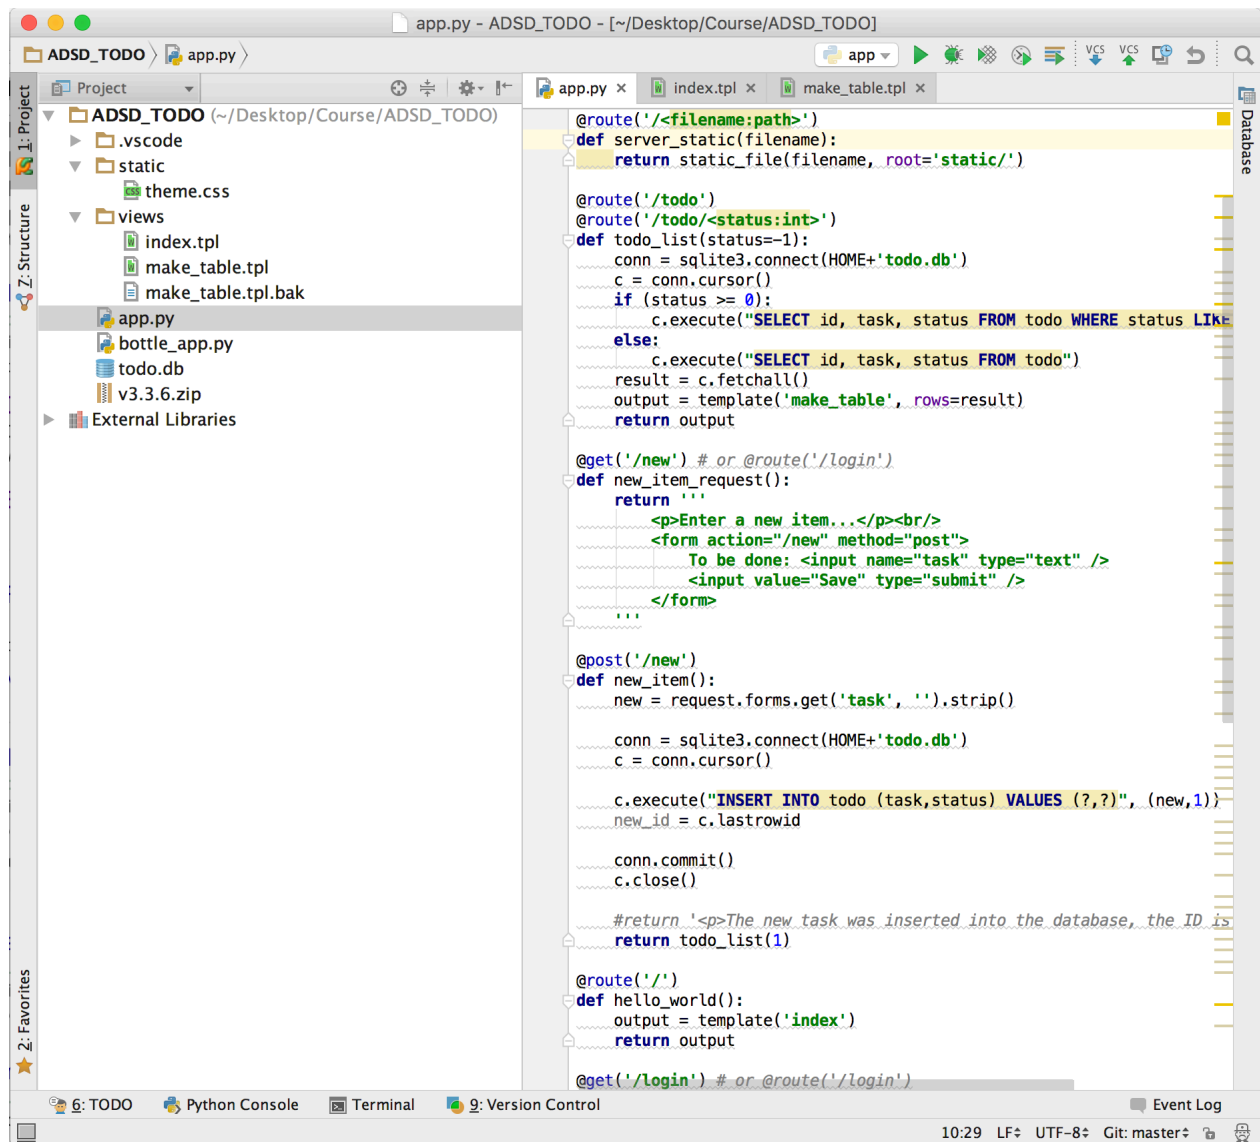 app.py - ADSD_TODO - [~/Desktop/Course/ADSD_TODO]
ADSD_TODO app.py
app
VCS VCS
Project
1: Project
Z: Structure
2: Favorites
ADSD_TODO (~/Desktop/Course/ADSD_TODO)
.vscode
static
theme.css
views
index.tpl
make_table.tpl
make_table.tpl.bak
app.py
bottle_app.py
todo.db
v3.3.6.zip
External Libraries
app.py × index.tpl × make_table.tpl ×
Database
@route('/<filename:path>')
def server_static(filename):
    return static_file(filename, root='static/')
@route('/todo')
@route('/todo/<status:int>')
def todo_list(status=-1):
    conn = sqlite3.connect(HOME+'todo.db')
    c = conn.cursor()
    if (status >= 0):
        c.execute("SELECT id, task, status FROM todo WHERE status LIKE
    else:
        c.execute("SELECT id, task, status FROM todo")
    result = c.fetchall()
    output = template('make_table', rows=result)
    return output
@get('/new') # or @route('/login')
def new_item_request():
    return '''
        <p>Enter a new item...</p><br/>
        <form action="/new" method="post">
            To be done: <input name="task" type="text" />
            <input value="Save" type="submit" />
        </form>
    '''
@post('/new')
def new_item():
    new = request.forms.get('task', '').strip()
    conn = sqlite3.connect(HOME+'todo.db')
    c = conn.cursor()
    c.execute("INSERT INTO todo (task,status) VALUES (?,?)", (new,1))
    new_id = c.lastrowid
    conn.commit()
    c.close()
    #return '<p>The new task was inserted into the database, the ID is
    return todo_list(1)
@route('/')
def hello_world():
    output = template('index')
    return output
@get('/login') # or @route('/login')
6: TODO Python Console Terminal 9: Version Control Event Log
10:29 LF UTF-8 Git: master